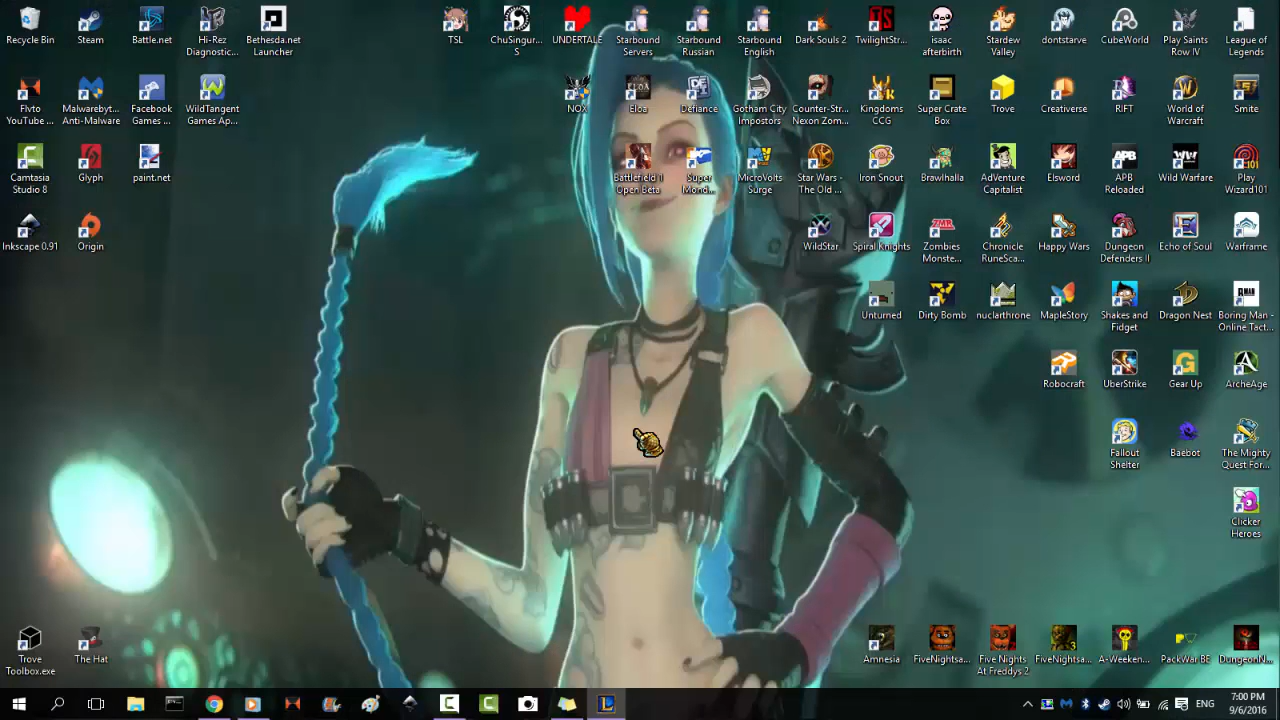 Recycle Bin
Steam
Battle.net
Hi-Rez
Diagnostic...
Bethesda.net
Launcher
TSL
ChuSingur...
S
UNDERTALE
Starbound
Servers
Starbound
Russian
Starbound
English
Dark Souls 2
TwilightStr...
isaac
afterbirth
Stardew
Valley
dontstarve
CubeWorld
Play Saints
Row IV
League of
Legends
Flvto
YouTube ...
Malwarebyt...
Anti-Malware
Facebook
Games ...
WildTangent
Games Ap...
NOX
Eloa
Defiance
Gotham City
Impostors
Counter-Str...
Nexon Zom...
Kingdoms
CCG
Super Crate
Box
Trove
Creativerse
RIFT
World of
Warcraft
Smite
Camtasia
Studio 8
Glyph
paint.net
Battlefield 1
Open Beta
Super
Mond...
MicroVolts
Surge
Star Wars -
The Old ...
Iron Snout
Brawlhalla
AdVenture
Capitalist
Elsword
APB
Reloaded
Wild Warfare
Play
Wizard101
Inkscape 0.91
Origin
WildStar
Spiral Knights
Zombies
Monste...
Chronicle
RuneSca...
Happy Wars
Dungeon
Defenders II
Echo of Soul
Warframe
Unturned
Dirty Bomb
nuclarthrone
MapleStory
Shakes and
Fidget
Dragon Nest
Boring Man -
Online Tact...
Robocraft
UberStrike
Gear Up
ArcheAge
Fallout
Shelter
Baebot
The Mighty
Quest For...
Clicker
Heroes
Trove
Toolbox.exe
The Hat
Amnesia
FiveNightsa...
Five Nights
At Freddys 2
FiveNightsa...
A-Weeken...
PackWar BE
DungeonN...
ENG
7:00 PM
9/6/2016